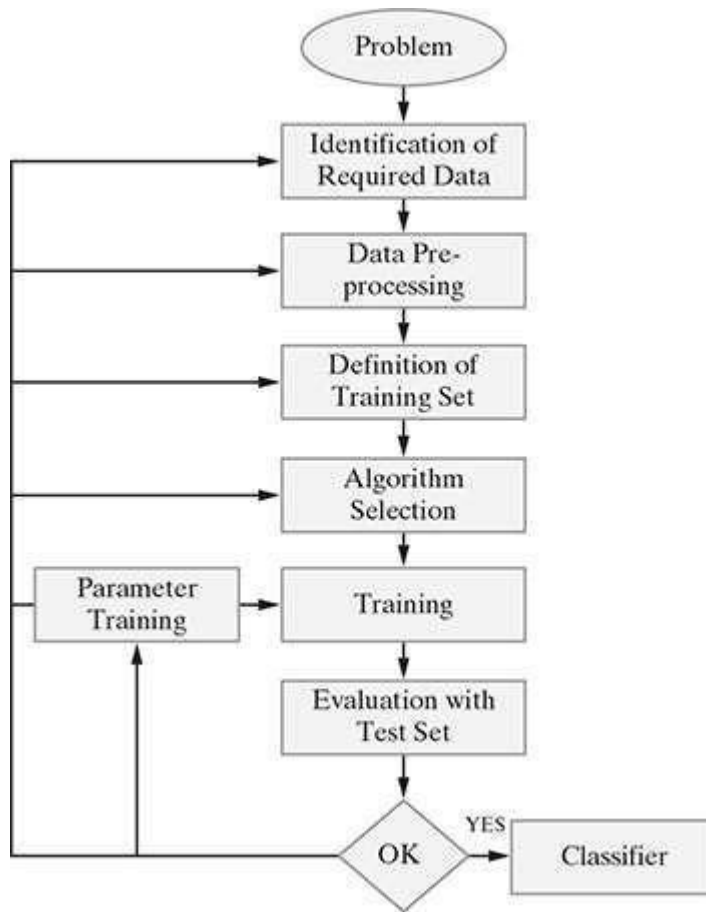 Problem
Identification of
Required Data
Data Pre-
processing
Definition of
Training Set
Algorithm
Selection
Parameter
Training
Training
Evaluation with
Test Set
OK
YES
Classifier